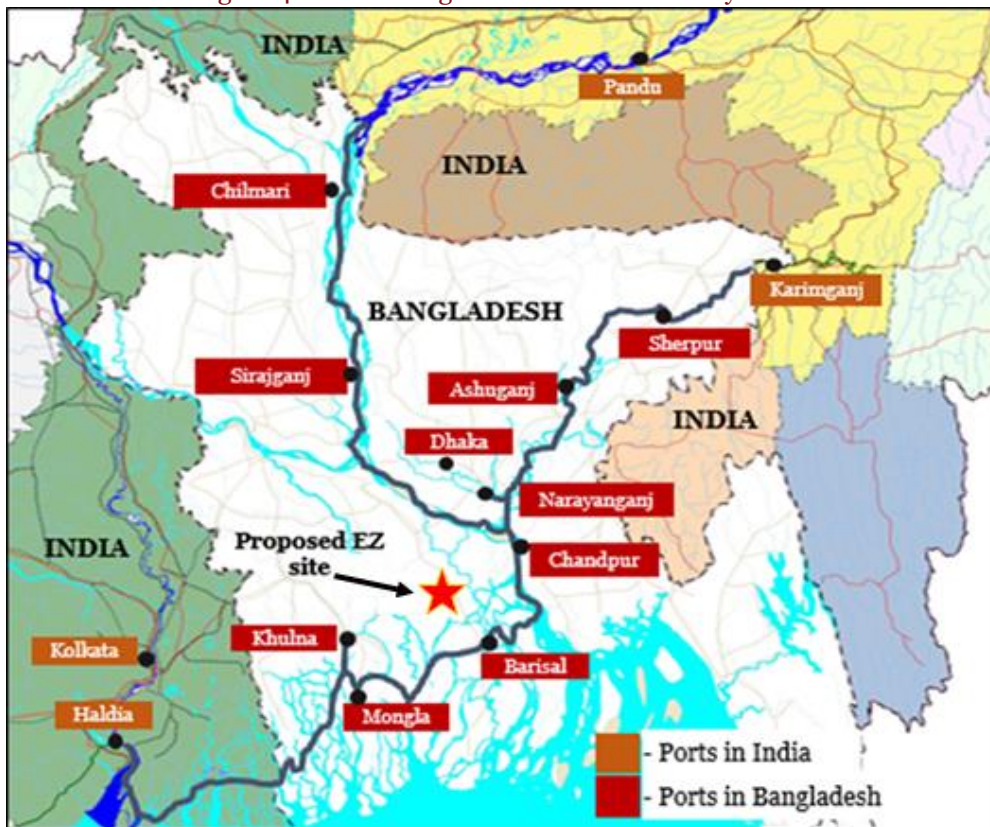 INDIA
Pandu
INDIA
Chilmari
Karimganj
BANGLADESH
Sherpur
Sirajganj
Ashuganj
INDIA
Dhaka
Narayanganj
Proposed EZ
site
INDIA
Chandpur
Khulna
Kolkata
Barisal
Haldia
Mongla
- Ports in India
- Ports in Bangladesh